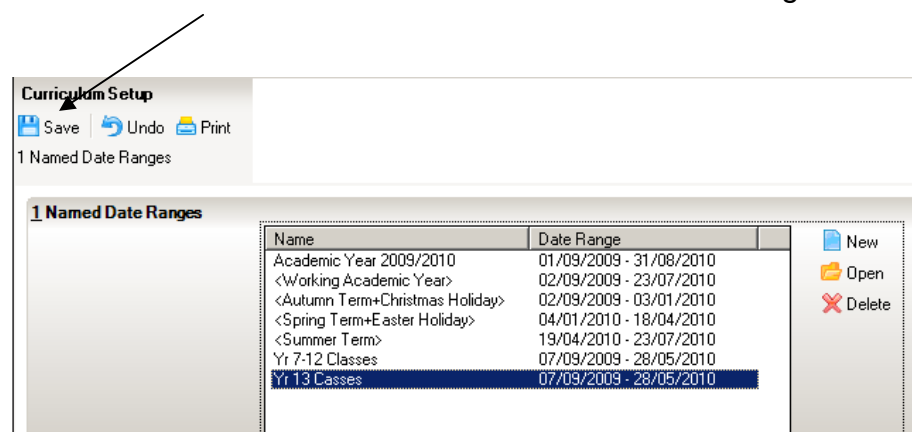 Curriculum Setup
Save Undo Print
1 Named Date Ranges
1 Named Date Ranges
Name Date Range
Academic Year 2009/2010 01/09/2009 - 31/08/2010
<Working Academic Year> 02/09/2009 - 23/07/2010
<Autumn Term+Christmas Holiday> 02/09/2009 - 03/01/2010
<Spring Term+Easter Holiday> 04/01/2010 - 18/04/2010
<Summer Term> 19/04/2010 - 23/07/2010
Yr 7-12 Classes 07/09/2009 - 28/05/2010
Yr 13 Casses 07/09/2009 - 28/05/2010
New
Open
Delete